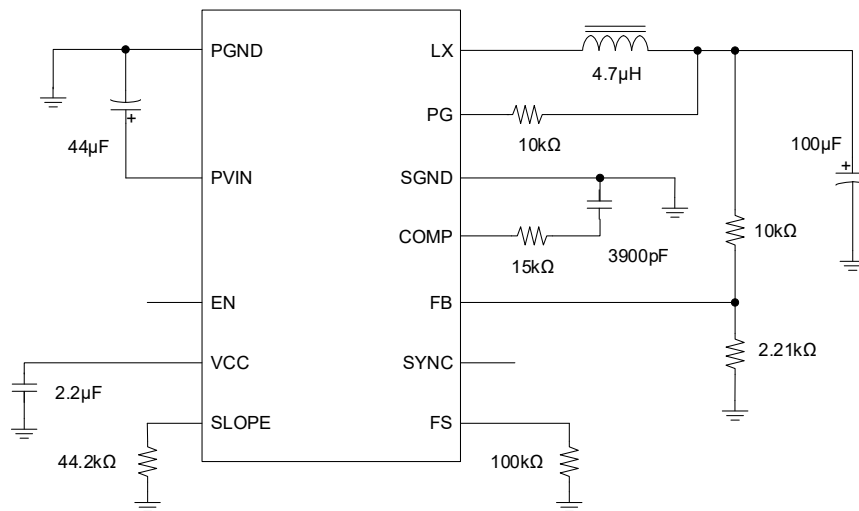 PGND
LX
4.7µH
PG
10kΩ
44µF
100µF
PVIN
SGND
COMP
10kΩ
15kΩ
3900pF
EN
FB
2.21kΩ
VCC
SYNC
2.2µF
SLOPE
FS
44.2kΩ
100kΩ